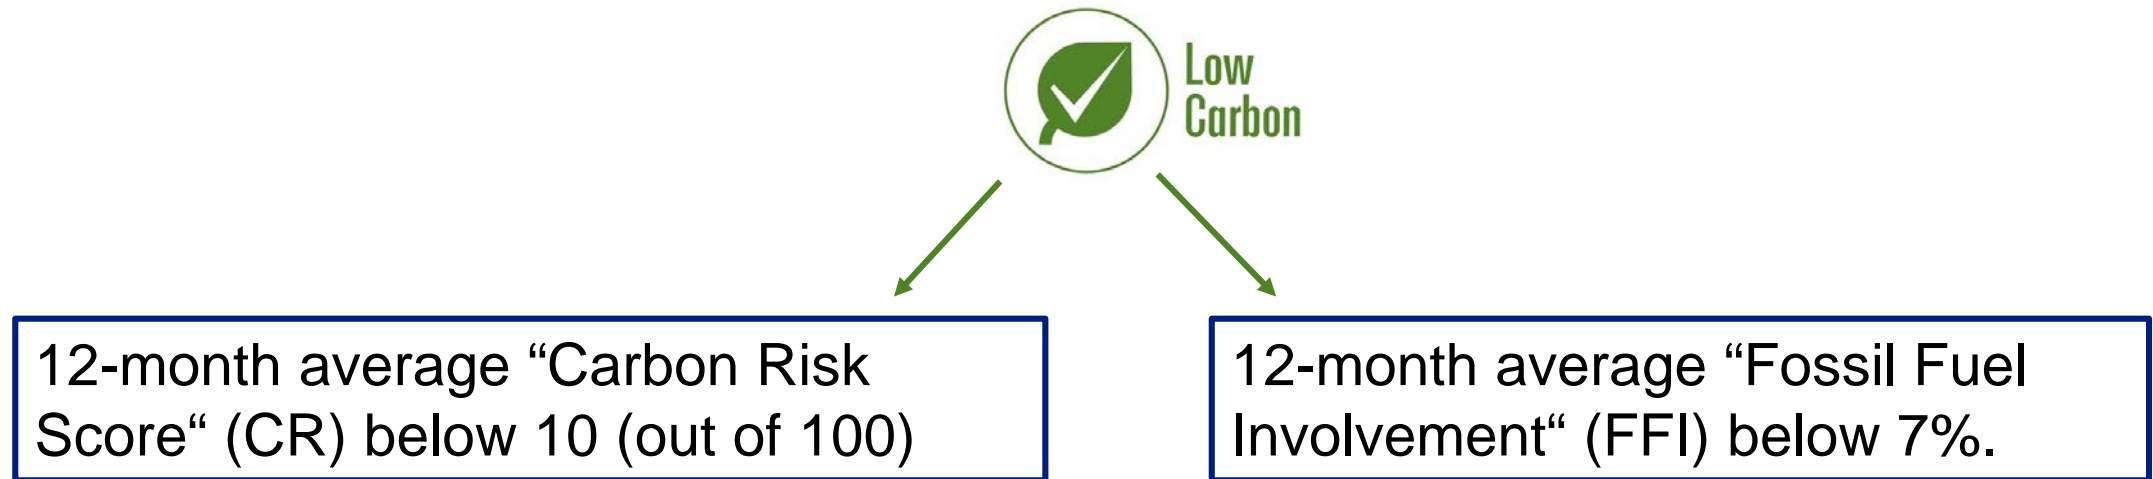 Low
Carbon
12-month average “Carbon Risk
Score“ (CR) below 10 (out of 100)
12-month average “Fossil Fuel
Involvement“ (FFI) below 7%.